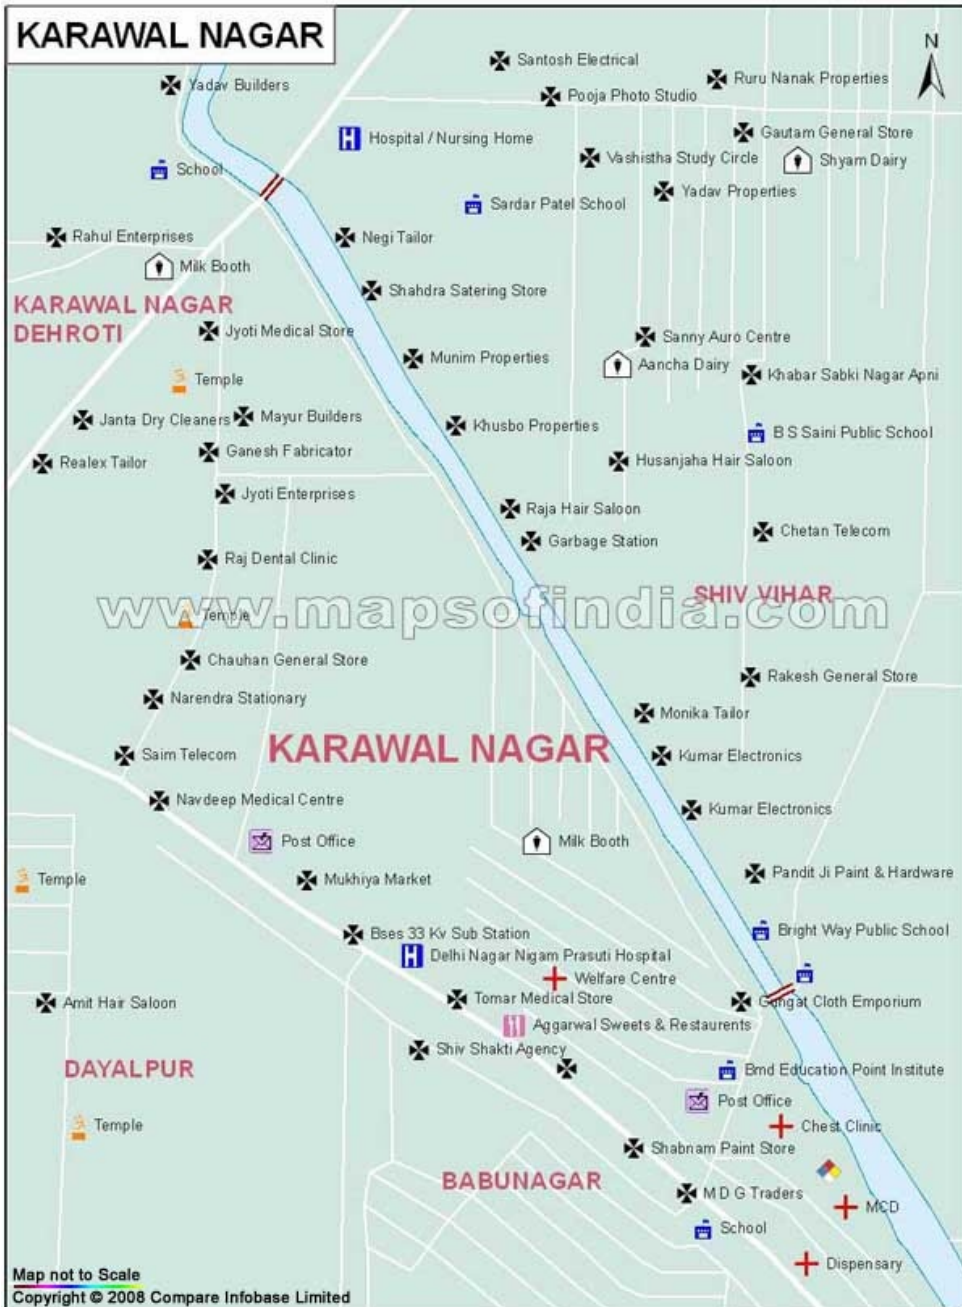 KARAWAL NAGAR
N
Santosh Electrical
Yadav Builders
Ruru Nanak Properties
Pooja Photo Studio
Hospital / Nursing Home
Gautam General Store
Vashistha Study Circle
Shyam Dairy
School
Yadav Properties
Sardar Patel School
Rahul Enterprises
Negi Tailor
Milk Booth
Shahdra Satering Store
KARAWAL NAGAR
DEHROTI
Jyoti Medical Store
Sanny Auro Centre
Munim Properties
Aancha Dairy
Khabar Sabki Nagar Apni
Temple
Janta Dry Cleaners
Mayur Builders
Khusbo Properties
B S Saini Public School
Ganesh Fabricator
Realex Tailor
Husanjaha Hair Saloon
Jyoti Enterprises
Raja Hair Saloon
Chetan Telecom
Garbage Station
Raj Dental Clinic
SHIV VIHAR
www.mapsofindia.com
Temple
Chauhan General Store
Rakesh General Store
Narendra Stationary
Monika Tailor
KARAWAL NAGAR
Saim Telecom
Kumar Electronics
Navdeep Medical Centre
Kumar Electronics
Post Office
Milk Booth
Temple
Mukhiya Market
Pandit Ji Paint & Hardware
Bses 33 Kv Sub Station
Bright Way Public School
H Delhi Nagar Nigam Prasuti Hospital
Welfare Centre
Amit Hair Saloon
Tomar Medical Store
Gungat Cloth Emporium
Aggarwal Sweets & Restaurents
Shiv Shakti Agency
DAYALPUR
Bmd Education Point Institute
Post Office
Temple
Chest Clinic
Shabnam Paint Store
BABUNAGAR
M D G Traders
MCD
School
Dispensary
Map not to Scale
Copyright © 2008 Compare Infobase Limited